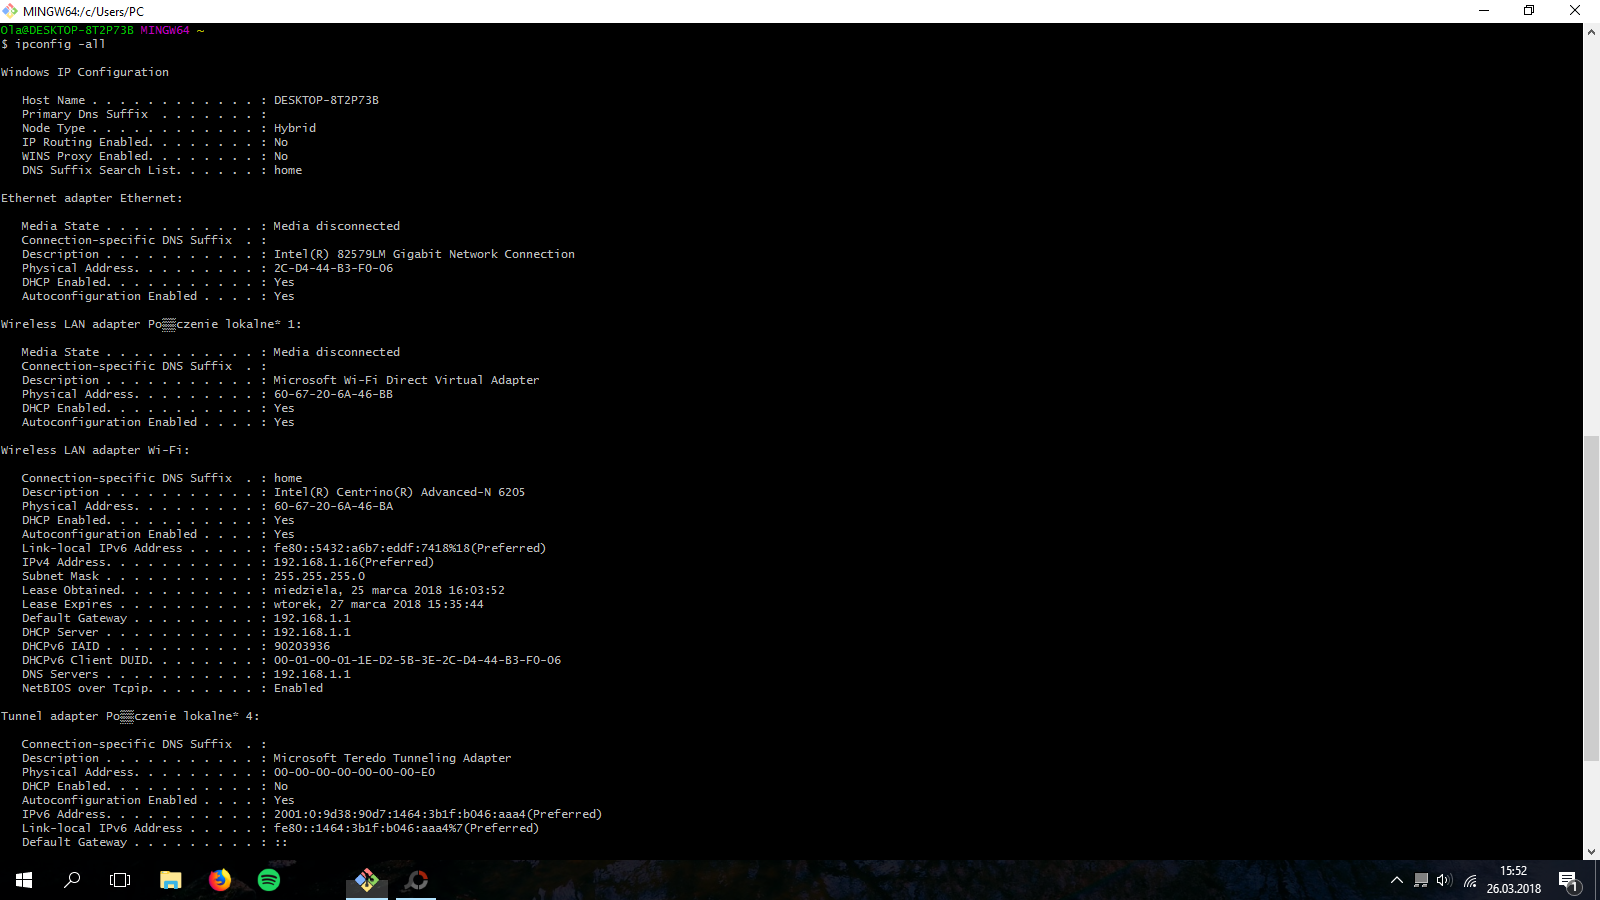 MINGW64:/c/Users/PC
Ola@DESKTOP-8T2P73B MINGW64 ~
$ ipconfig -all
Windows IP Configuration
Host Name . . . . . . . . . . . . : DESKTOP-8T2P73B
Primary Dns Suffix  . . . . . . . :
Node Type . . . . . . . . . . . . : Hybrid
IP Routing Enabled. . . . . . . . : No
WINS Proxy Enabled. . . . . . . . : No
DNS Suffix Search List. . . . . . : home
Ethernet adapter Ethernet:
Media State . . . . . . . . . . . : Media disconnected
Connection-specific DNS Suffix  . :
Description . . . . . . . . . . . : Intel(R) 82579LM Gigabit Network Connection
Physical Address. . . . . . . . . : 2C-D4-44-B3-F0-06
DHCP Enabled. . . . . . . . . . . : Yes
Autoconfiguration Enabled . . . . : Yes
Wireless LAN adapter Po▒▒czenie lokalne* 1:
Media State . . . . . . . . . . . : Media disconnected
Connection-specific DNS Suffix  . :
Description . . . . . . . . . . . : Microsoft Wi-Fi Direct Virtual Adapter
Physical Address. . . . . . . . . : 60-67-20-6A-46-BB
DHCP Enabled. . . . . . . . . . . : Yes
Autoconfiguration Enabled . . . . : Yes
Wireless LAN adapter Wi-Fi:
Connection-specific DNS Suffix  . : home
Description . . . . . . . . . . . : Intel(R) Centrino(R) Advanced-N 6205
Physical Address. . . . . . . . . : 60-67-20-6A-46-BA
DHCP Enabled. . . . . . . . . . . : Yes
Autoconfiguration Enabled . . . . : Yes
Link-local IPv6 Address . . . . . : fe80::5432:a6b7:eddf:7418%18(Preferred)
IPv4 Address. . . . . . . . . . . : 192.168.1.16(Preferred)
Subnet Mask . . . . . . . . . . . : 255.255.255.0
Lease Obtained. . . . . . . . . . : niedziela, 25 marca 2018 16:03:52
Lease Expires . . . . . . . . . . : wtorek, 27 marca 2018 15:35:44
Default Gateway . . . . . . . . . : 192.168.1.1
DHCP Server . . . . . . . . . . . : 192.168.1.1
DHCPv6 IAID . . . . . . . . . . . : 90203936
DHCPv6 Client DUID. . . . . . . . : 00-01-00-01-1E-D2-5B-3E-2C-D4-44-B3-F0-06
DNS Servers . . . . . . . . . . . : 192.168.1.1
NetBIOS over Tcpip. . . . . . . . : Enabled
Tunnel adapter Po▒▒czenie lokalne* 4:
Connection-specific DNS Suffix  . :
Description . . . . . . . . . . . : Microsoft Teredo Tunneling Adapter
Physical Address. . . . . . . . . : 00-00-00-00-00-00-00-E0
DHCP Enabled. . . . . . . . . . . : No
Autoconfiguration Enabled . . . . : Yes
IPv6 Address. . . . . . . . . . . : 2001:0:9d38:90d7:1464:3b1f:b046:aaa4(Preferred)
Link-local IPv6 Address . . . . . : fe80::1464:3b1f:b046:aaa4%7(Preferred)
Default Gateway . . . . . . . . . : ::
15:52
26.03.2018
1